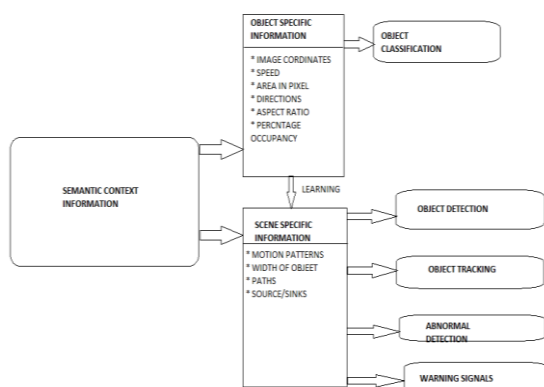 OBJECT SPECIFIC
INFORMATION
* IMAGE CORDINATES
* SPEED
* AREA IN PIXEL
* DIRECTIONS
* ASPECT RATIO
* PERCNTAGE
OCCUPANCY
OBJECT
CLASSIFICATION
SEMANTIC CONTEXT
INFORMATION
LEARNING
SCENE SPECIFIC
INFORMATION
* MOTION PATTERNS
* WIDTH OF OBJEET
* PATHS
* SOURCE/SINKS
OBJECT DETECTION
OBJECT TRACKING
ABNORMAL
DETECTION
WARNING SIGNALS